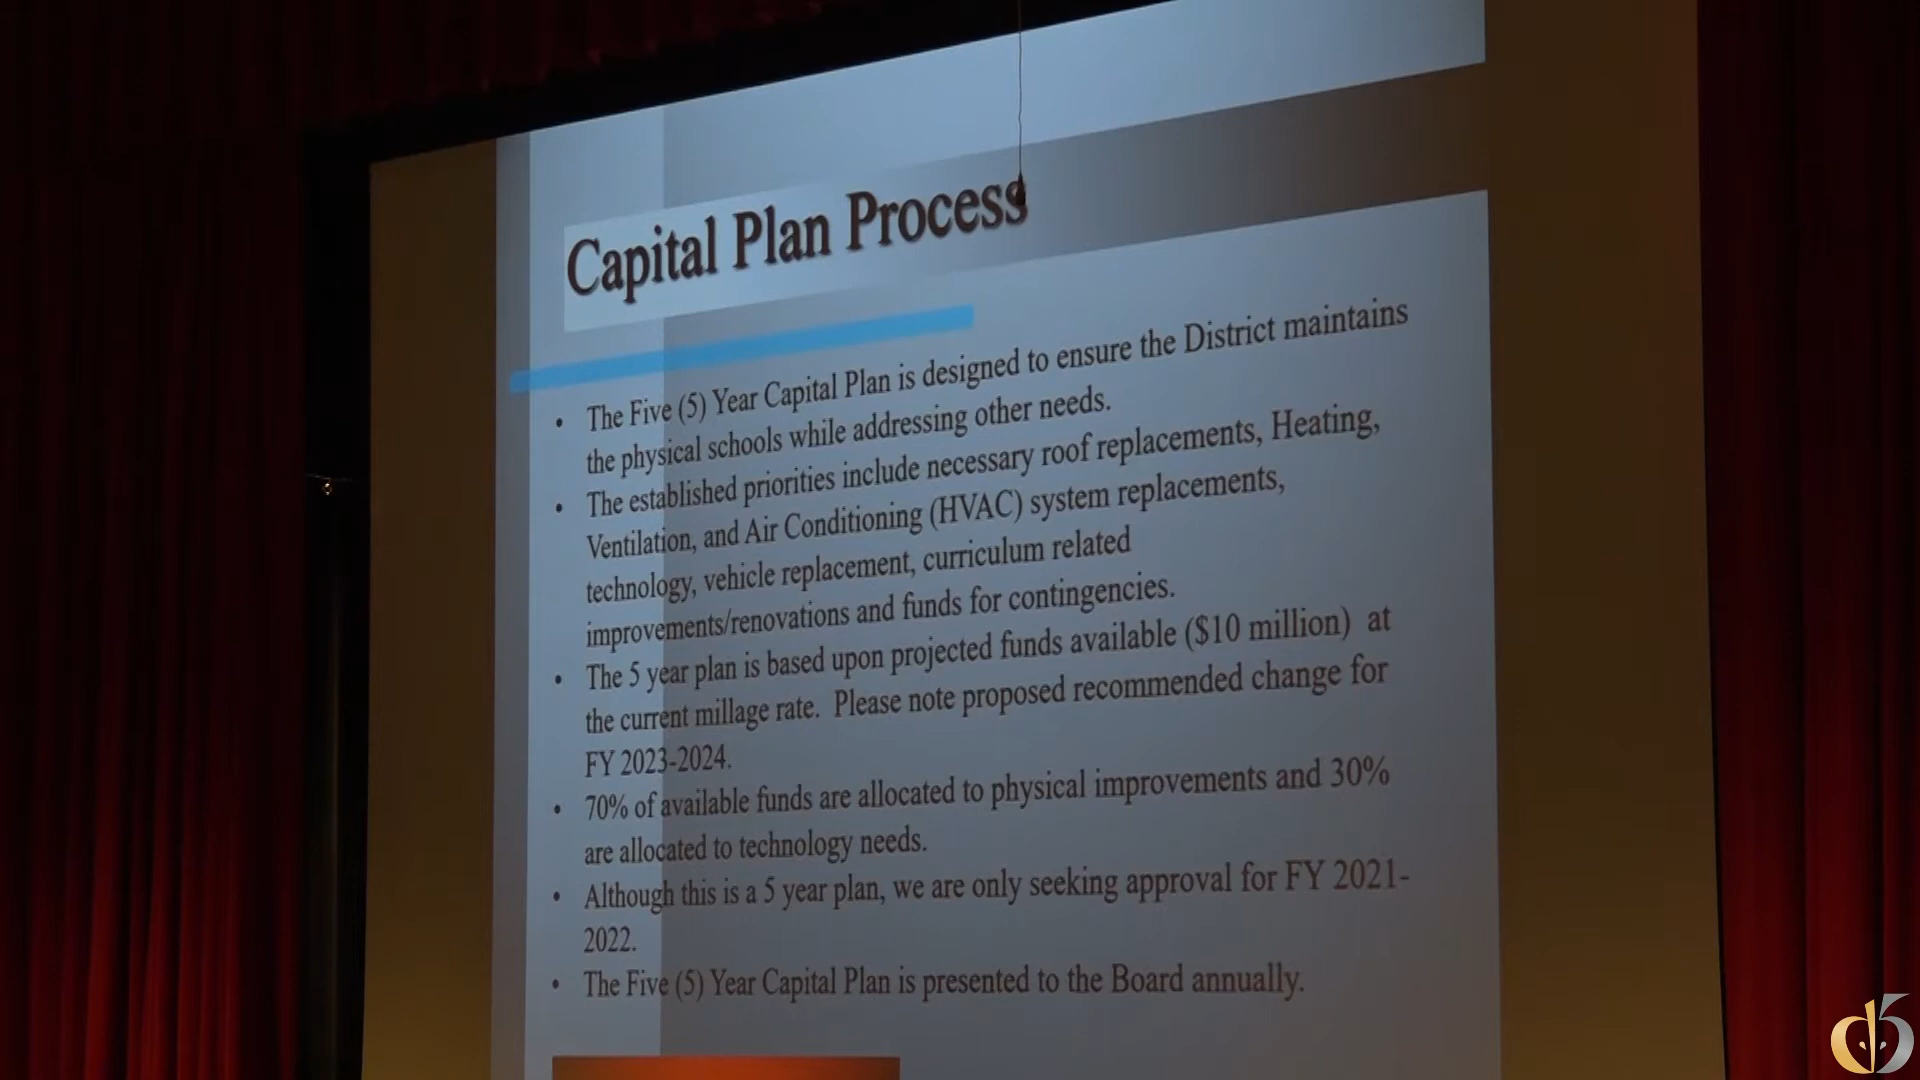 Capital Plan Process
• The Five (5) Year Capital Plan is designed to ensure the District maintains
the physical schools while addressing other needs.
• The established priorities include necessary roof replacements, Heating,
Ventilation, and Air Conditioning (HVAC) system replacements,
technology, vehicle replacement, curriculum related
improvements/renovations and funds for contingencies.
• The 5 year plan is based upon projected funds available ($10 million) at
the current millage rate. Please note proposed recommended change for
FY 2023-2024.
• 70% of available funds are allocated to physical improvements and 30%
are allocated to technology needs.
• Although this is a 5 year plan, we are only seeking approval for FY 2021-
2022.
• The Five (5) Year Capital Plan is presented to the Board annually.
d5